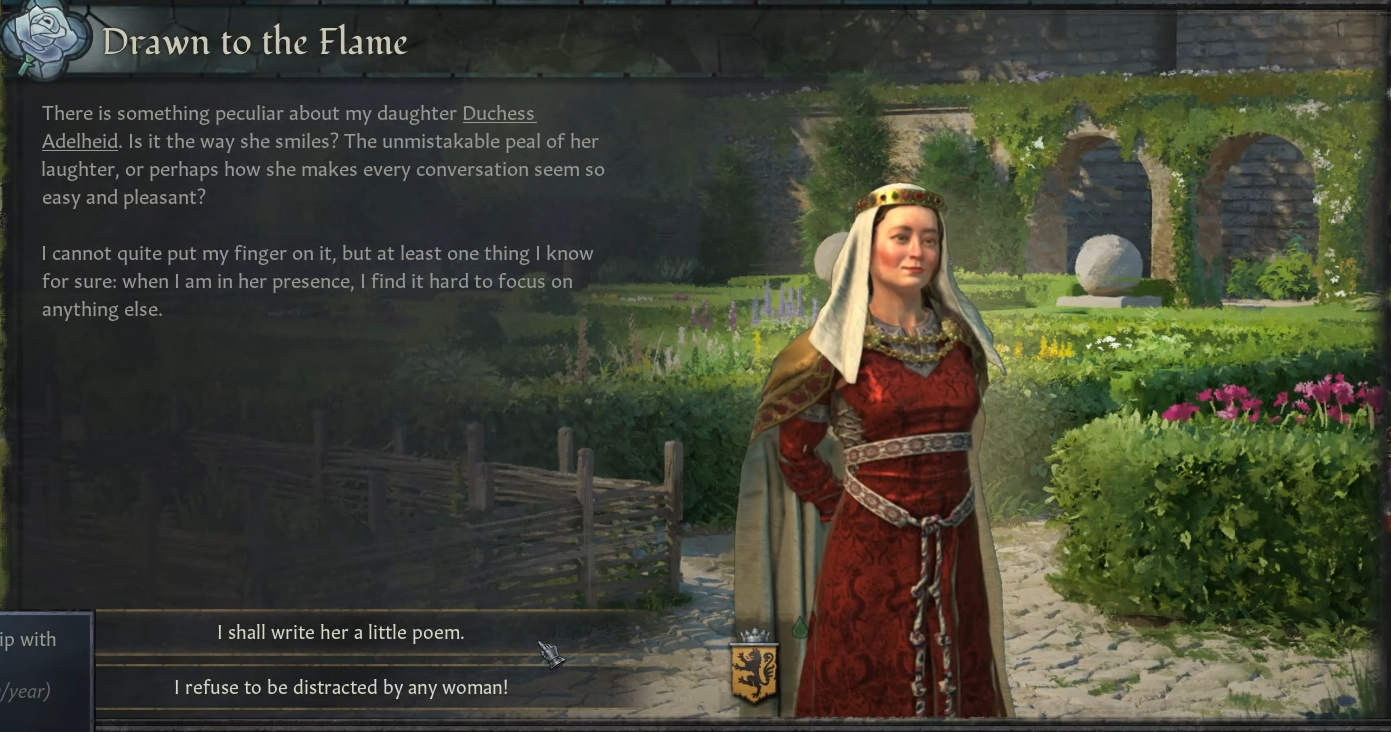 Drawn to the Flame
There is something peculiar about my daughter Duchess
Adelheid. Is it the way she smiles? The unmistakable peal of her
laughter, or perhaps how she makes every conversation seem so
easy and pleasant?
I cannot quite put my finger on it, but at least one thing I know
for sure: when I am in her presence, I find it hard to focus on
anything else.
I shall write her a little poem.
ip with
I refuse to be distracted by any woman!
/year)